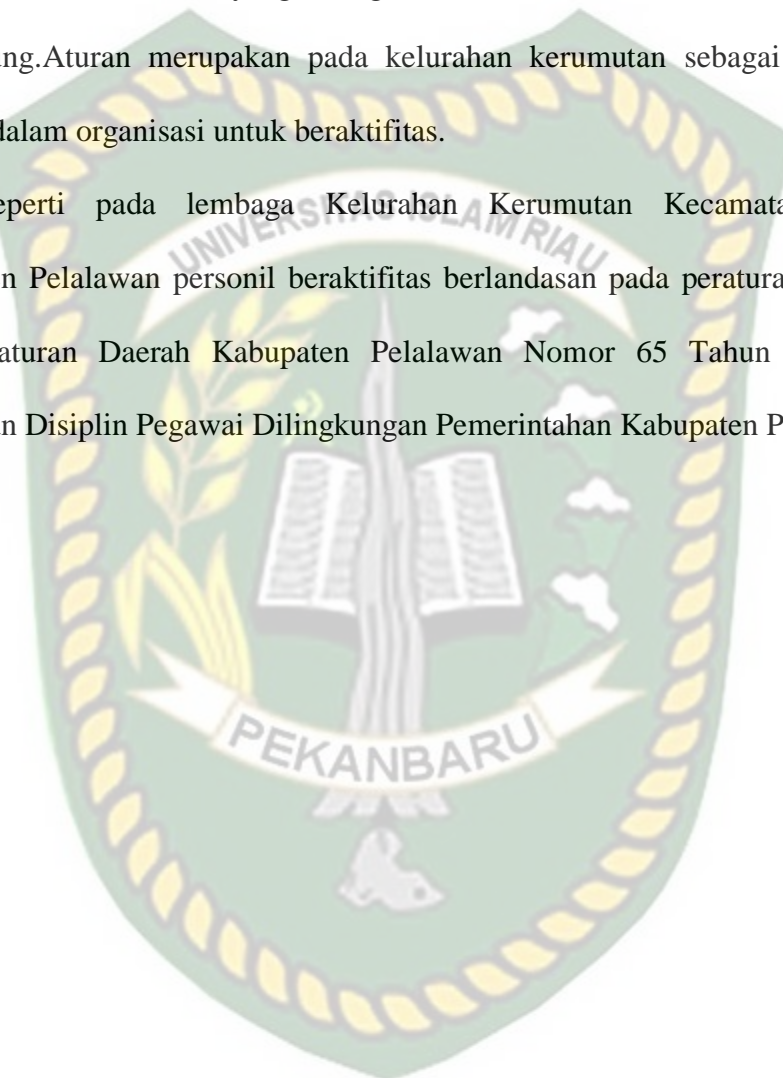 ung.Aturan merupakan pada kelurahan kerumutan sebagai
dalam organisasi untuk beraktifitas.
eperti pada lembaga Kelurahan Kerumutan Kecamata
n Pelalawan personil beraktifitas berlandasan pada peratura
aturan Daerah Kabupaten Pelalawan Nomor 65 Tahun
n Disiplin Pegawai Dilingkungan Pemerintahan Kabupaten P
UNIVERSITAS ISLAM RIAU
PEKANBARU